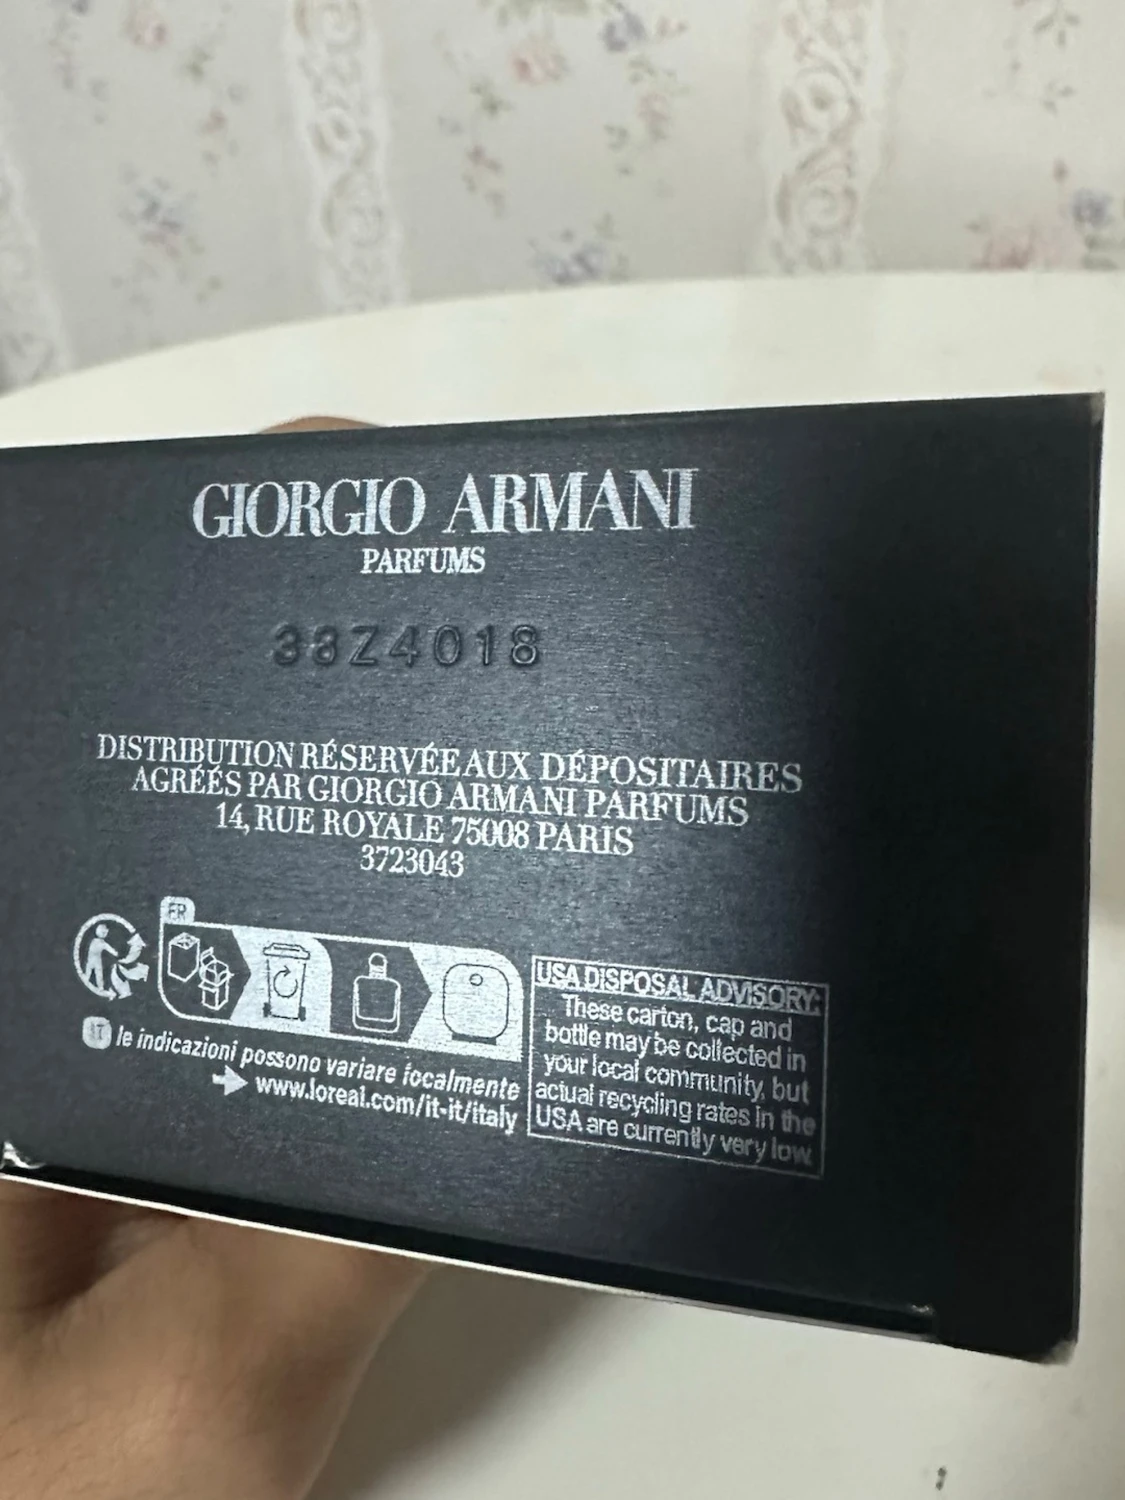 GIORGIO ARMANI
PARFUMS
38Z4018
DISTRIBUTION RÉSERVÉE AUX DÉPOSITAIRES
AGRÉÉS PAR GIORGIO ARMANI PARFUMS
14, RUE ROYALE 75008 PARIS
3723043
FR
IT le indicazioni possono variare localmente
www.loreal.com/it-it/italy
USA DISPOSAL ADVISORY:
These carton, cap and
bottle may be collected in
your local community, but
actual recycling rates in the
USA are currently very low.